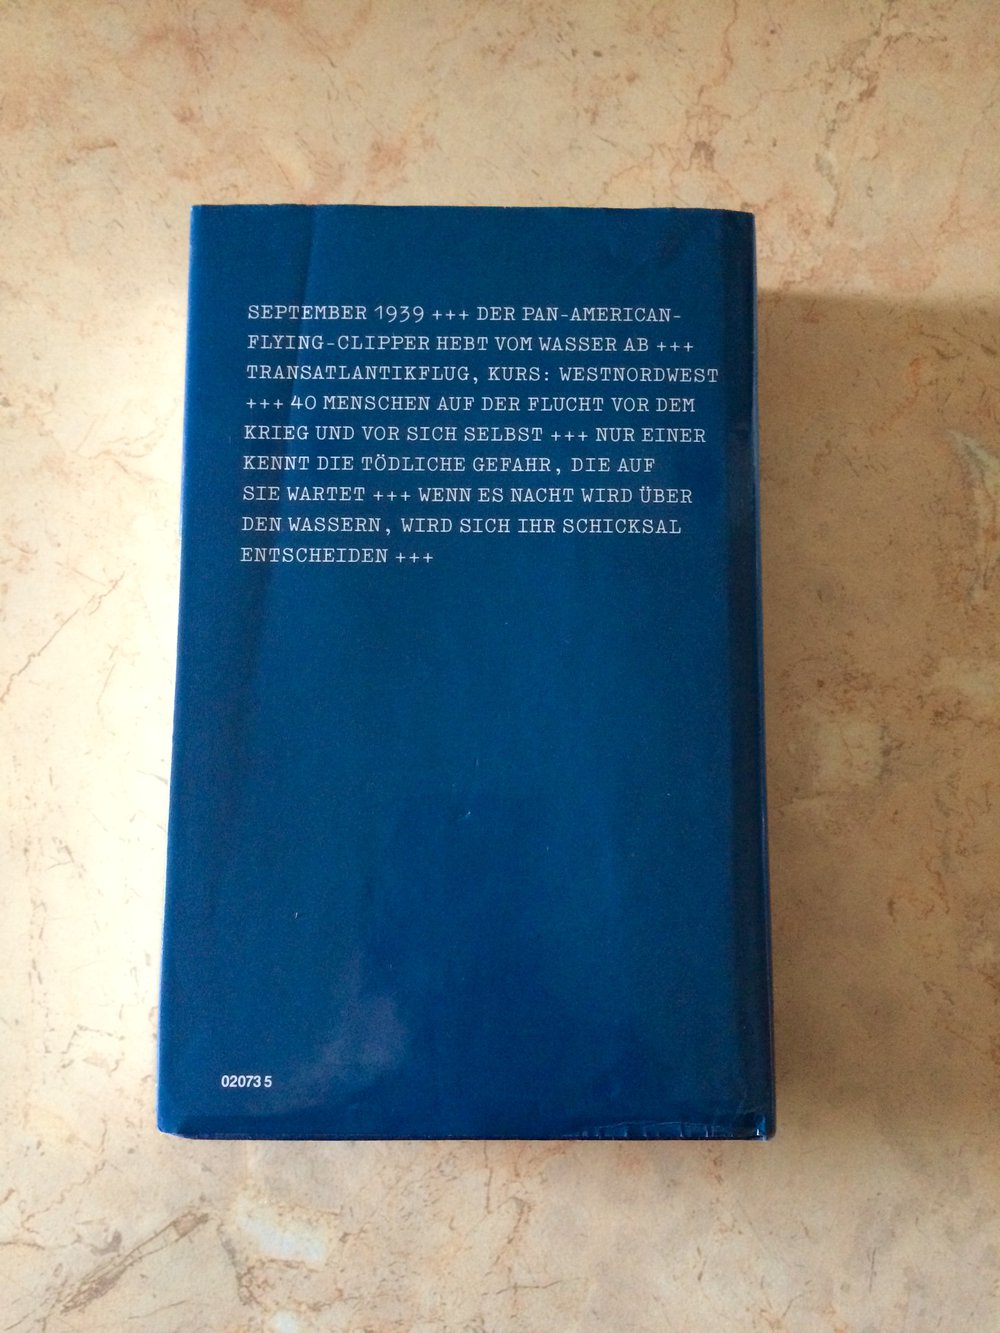 SEPTEMBER 1939 +++ DER PAN-AMERICAN-
FLYING-CLIPPER HEBT VOM WASSER AB +++
TRANSATLANTIKFLUG, KURS: WESTNORDWEST
+++ 40 MENSCHEN AUF DER FLUCHT VOR DEM
KRIEG UND VOR SICH SELBST +++ NUR EINER
KENNT DIE TÖDLICHE GEFAHR, DIE AUF
SIE WARTET +++ WENN ES NACHT WIRD ÜBER
DEN WASSERN, WIRD SICH IHR SCHICKSAL
ENTSCHEIDEN +++
02073 5